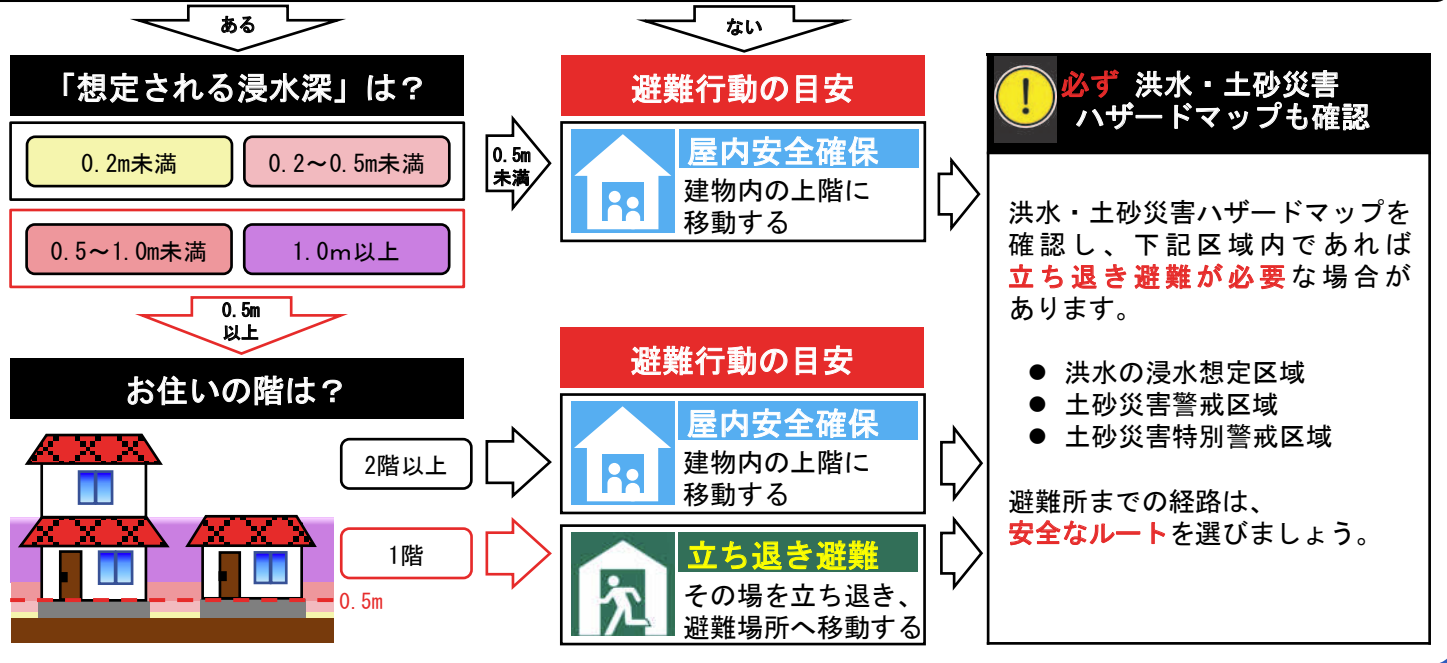 ある
ない
「想定される浸水深」は？
0.2m未満
0.2～0.5m未満
0.5～1.0m未満
1.0ｍ以上
0.5m
未満
避難行動の目安
屋内安全確保
建物内の上階に
移動する
0.5m
以上
お住いの階は？
2階以上
1階
0.5m
避難行動の目安
屋内安全確保
建物内の上階に
移動する
立ち退き避難
その場を立ち退き、
避難場所へ移動する
必ず 洪水・土砂災害
ハザードマップも確認
洪水・土砂災害ハザードマップを
確認し、下記区域内であれば
立ち退き避難が必要な場合が
あります。
● 洪水の浸水想定区域
● 土砂災害警戒区域
● 土砂災害特別警戒区域
避難所までの経路は、
安全なルートを選びましょう。